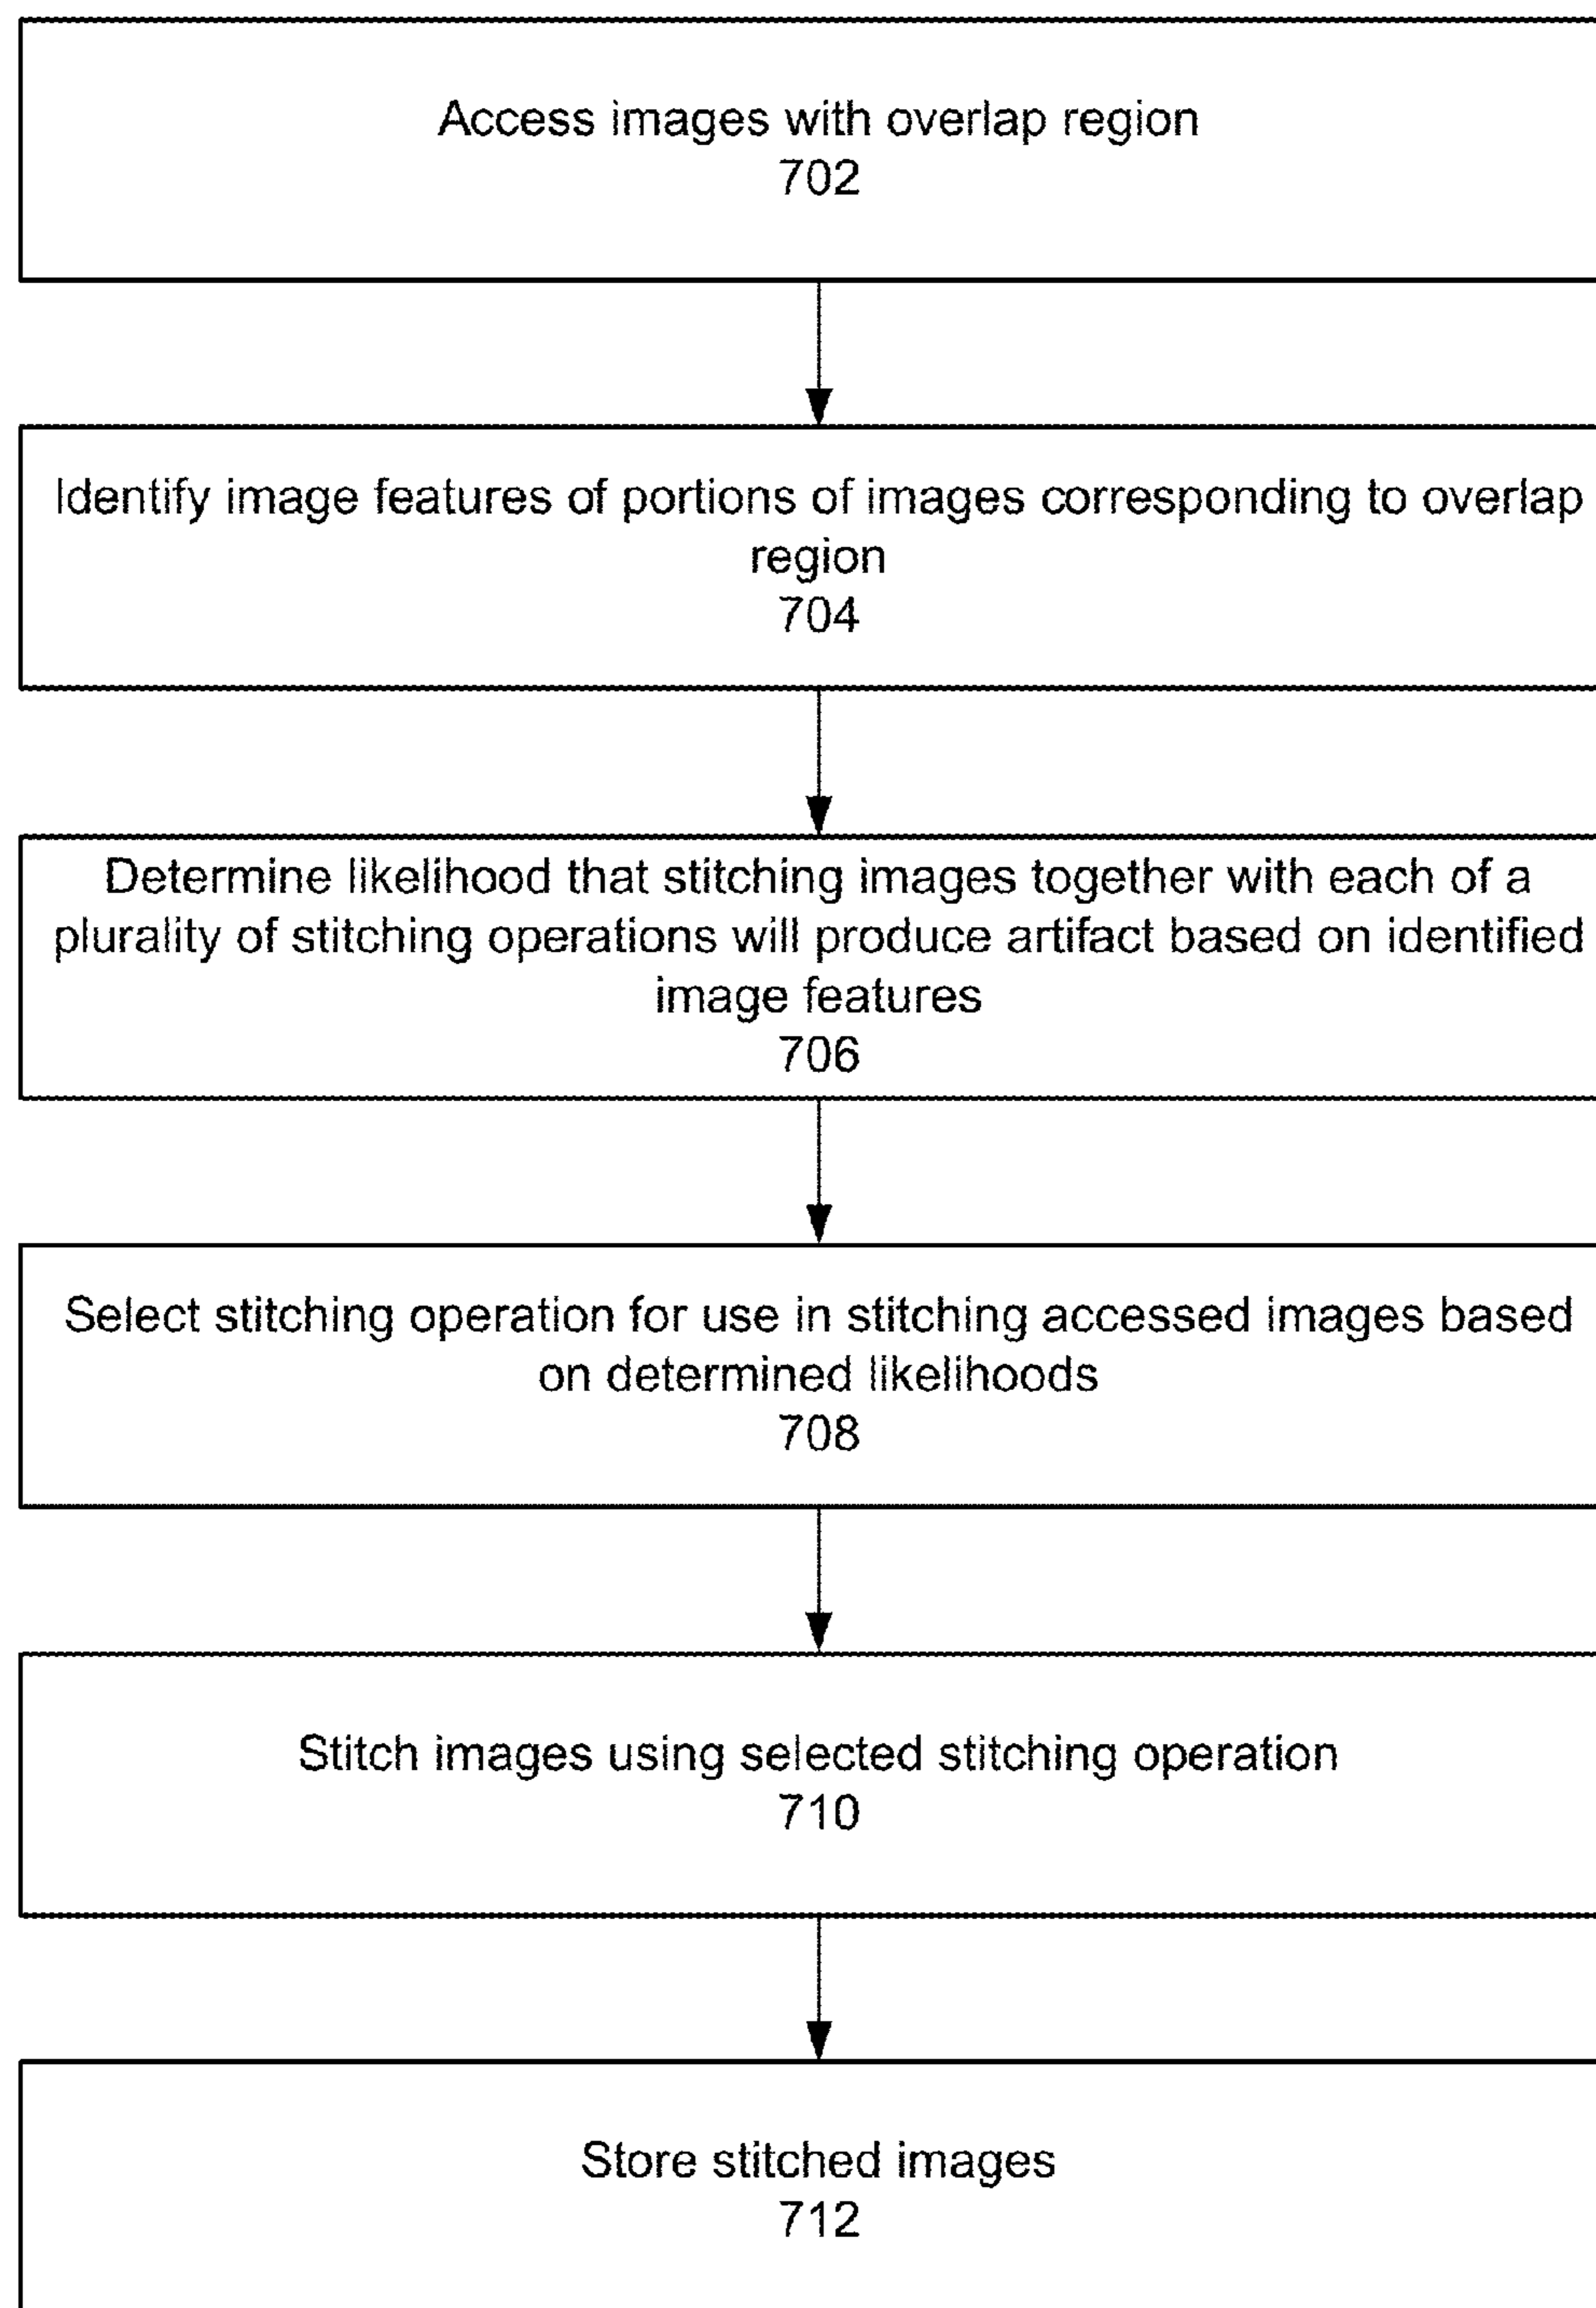 Access images with overlap region
702
Identify image features of portions of images corresponding to overlap
region
704
Determine likelihood that stitching images together with each of a
plurality of stitching operations will produce artifact based on identified
image features
706
Select stitching operation for use in stitching accessed images based
on determined likelihoods
708
Stitch images using selected stitching operation
710
Store stitched images
712